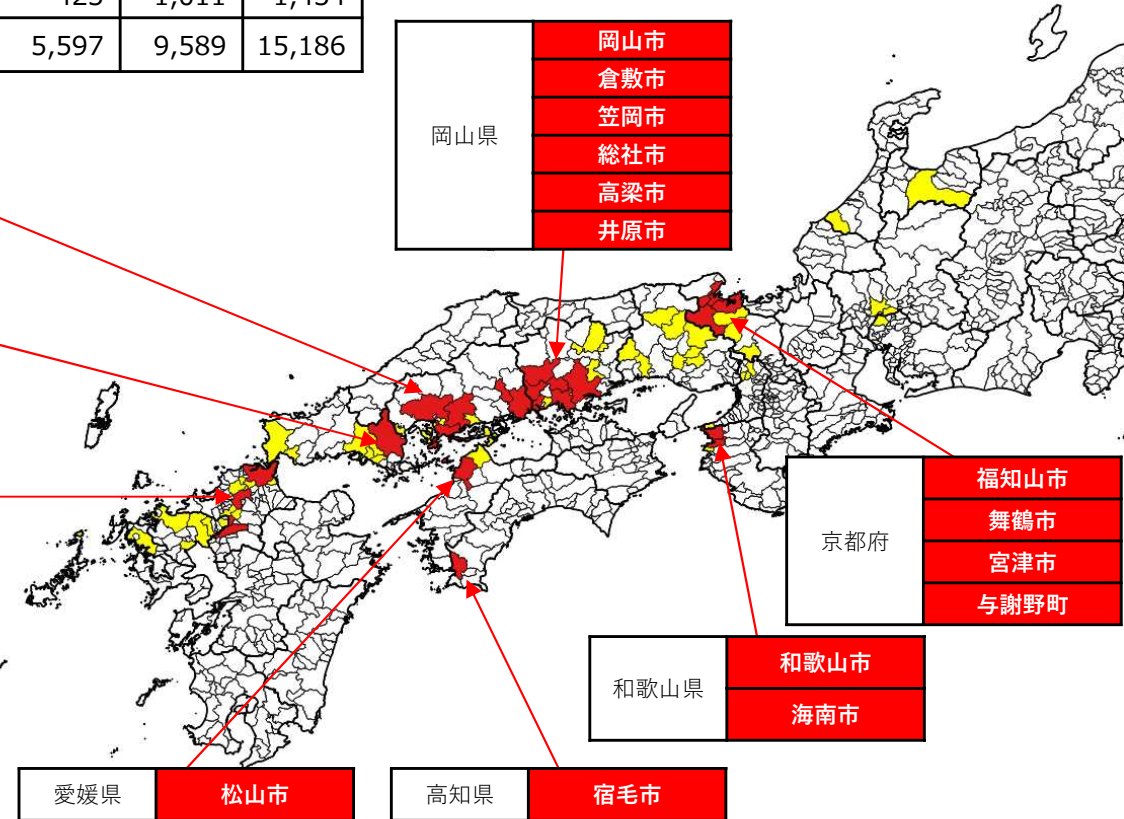 5,597 9,589 15,186
岡山県
岡山市
倉敷市
笠岡市
総社市
高梁市
井原市
京都府
福知山市
舞鶴市
宮津市
与謝野町
和歌山県
和歌山市
海南市
愛媛県 松山市
高知県 宿毛市